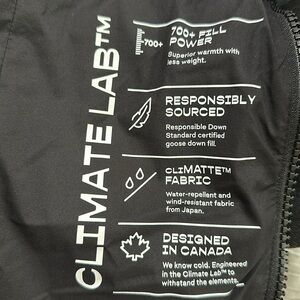 CLIMATE LAB™
700+
700+ FILL
POWER
Superior warmth with
less weight.
RESPONSIBLY
SOURCED
Responsible Down
Standard certified
goose down fill.
CLIMATTE™
FABRIC
Water-repellent and
wind-resistant fabric
from Japan.
DESIGNED
IN CANADA
We know cold. Engineered
in the Climate Lab™ to
withstand the elements.